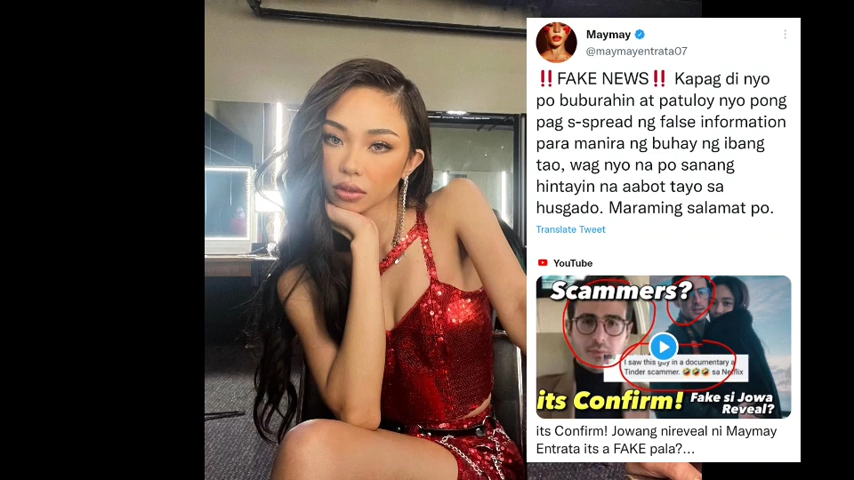 Maymay
@maymayentrata07
‼️FAKE NEWS‼️ Kapag di nyo
po buburahin at patuloy nyo pong
pag s-spread ng false information
para manira ng buhay ng ibang
tao, wag nyo na po sanang
hintayin na aabot tayo sa
husgado. Maraming salamat po.
Translate Tweet
YouTube
Scammers?
I saw this guy in a documentary a
Tinder scammer. 🤣🤣🤣 sa Netflix
its Confirm!
Fake si Jowa
Reveal?
its Confirm! Jowang nireveal ni Maymay
Entrata its a FAKE pala?...